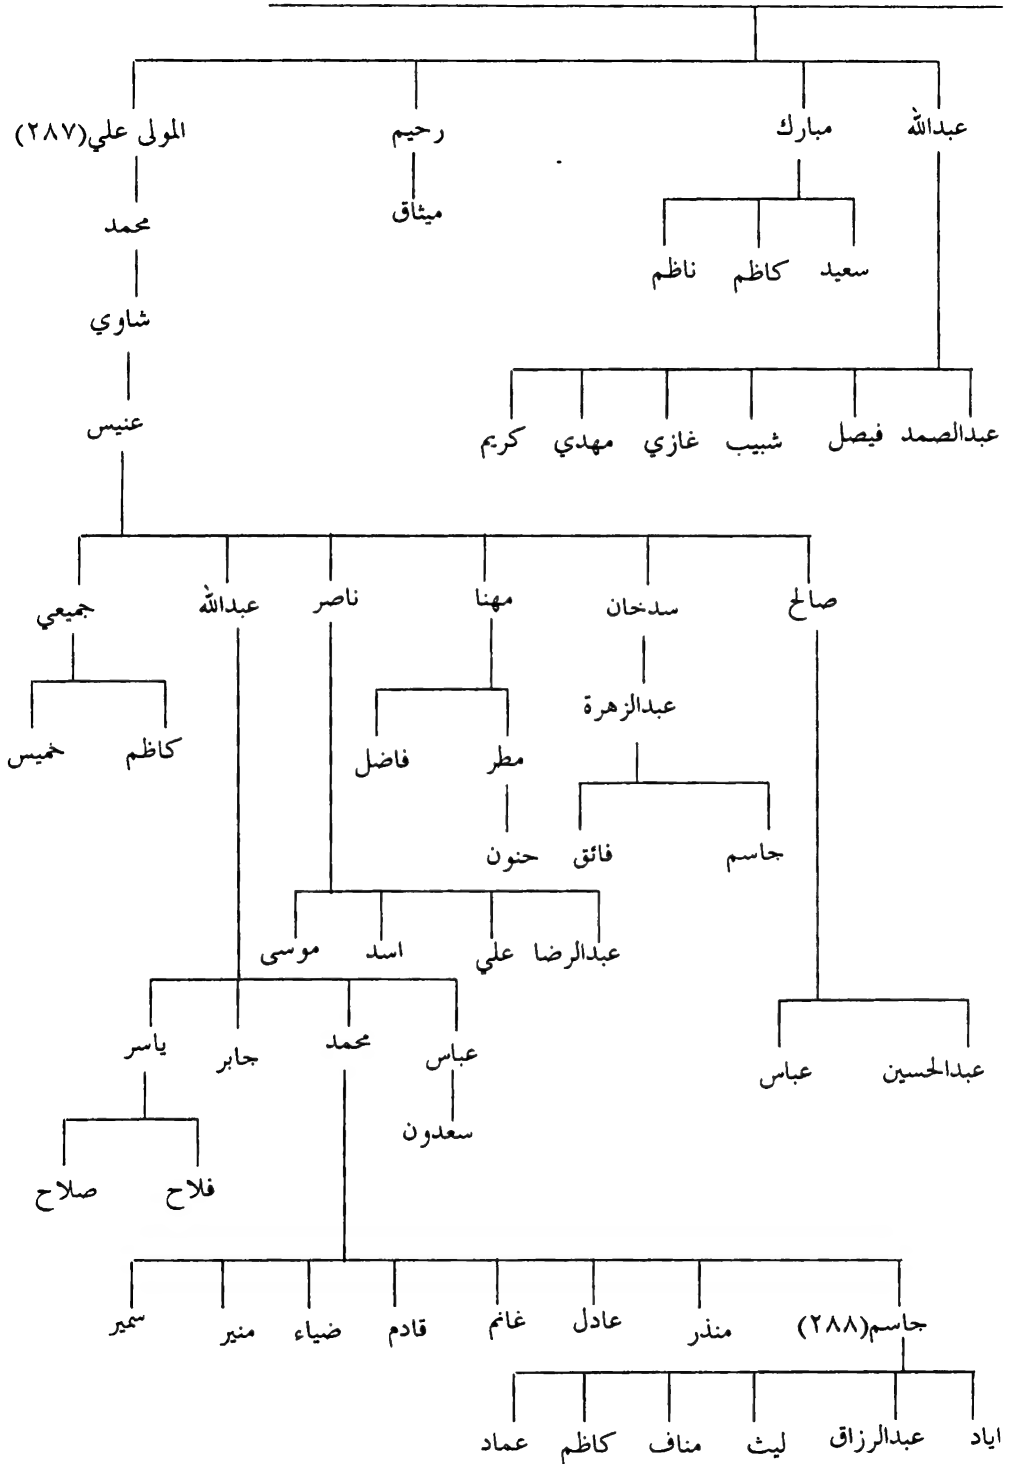 عبدالله مبارك رحيم المولى علي(٢٨٧)
ميثاق
محمد
سعيد كاظم ناظم
شاوي
عنيس
عبدالصمد فيصل شبيب غازي مهدي كريم
صالح سدخان مهنا ناصر عبدالله جميعي
عبدالزهرة
مطر فاضل كاظم خميس
جاسم فائق حنون
عبدالرضا علي اسد موسى
عباس محمد جابر ياسر
عبدالحسين عباس
سعدون
فلاح صلاح
جاسم(٢٨٨) منذر عادل غانم قادم ضياء منير سمير
اياد عبدالرزاق ليث مناف كاظم عماد